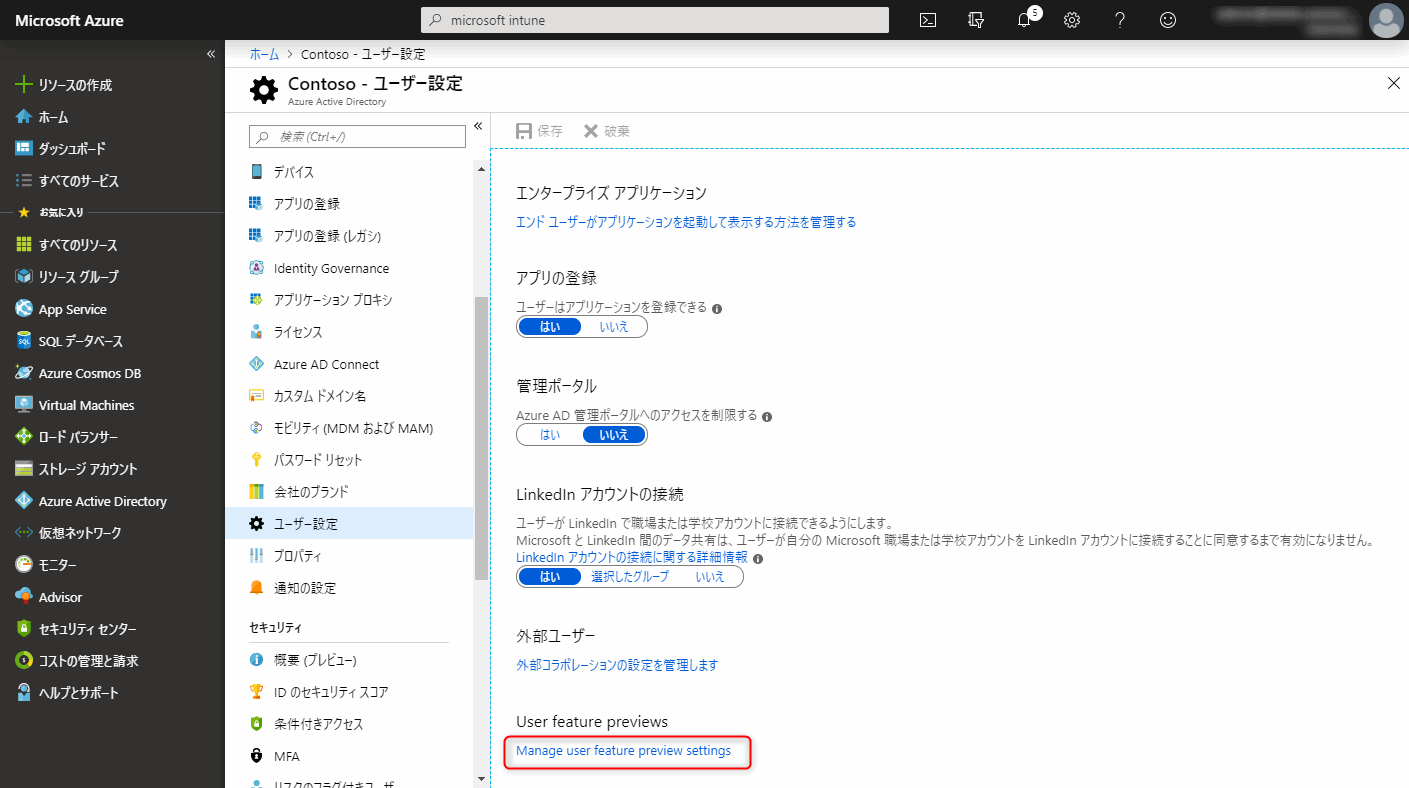 Microsoft Azure
microsoft intune
5
リソースの作成
ホーム
ダッシュボード
すべてのサービス
お気に入り
すべてのリソース
リソース グループ
App Service
SQL データベース
Azure Cosmos DB
Virtual Machines
ロード バランサー
ストレージ アカウント
Azure Active Directory
仮想ネットワーク
モニター
Advisor
セキュリティ センター
コストの管理と請求
ヘルプとサポート
ホーム > Contoso - ユーザー設定
Contoso - ユーザー設定
Azure Active Directory
検索 (Ctrl+/)
デバイス
アプリの登録
アプリの登録 (レガシ)
Identity Governance
アプリケーション プロキシ
ライセンス
Azure AD Connect
カスタム ドメイン名
モビリティ (MDM および MAM)
パスワード リセット
会社のブランド
ユーザー設定
プロパティ
通知の設定
セキュリティ
概要 (プレビュー)
ID のセキュリティ スコア
条件付きアクセス
MFA
リスクのフラグ付きユーザー
保存 破棄
エンタープライズ アプリケーション
エンド ユーザーがアプリケーションを起動して表示する方法を管理する
アプリの登録
ユーザーはアプリケーションを登録できる
はい いいえ
管理ポータル
Azure AD 管理ポータルへのアクセスを制限する
はい いいえ
LinkedIn アカウントの接続
ユーザーが LinkedIn で職場または学校アカウントに接続できるようにします。
Microsoft と LinkedIn 間のデータ共有は、ユーザーが自分の Microsoft 職場または学校アカウントを LinkedIn アカウントに接続することに同意するまで有効になりません。
LinkedIn アカウントの接続に関する詳細情報
はい 選択したグループ いいえ
外部ユーザー
外部コラボレーションの設定を管理します
User feature previews
Manage user feature preview settings